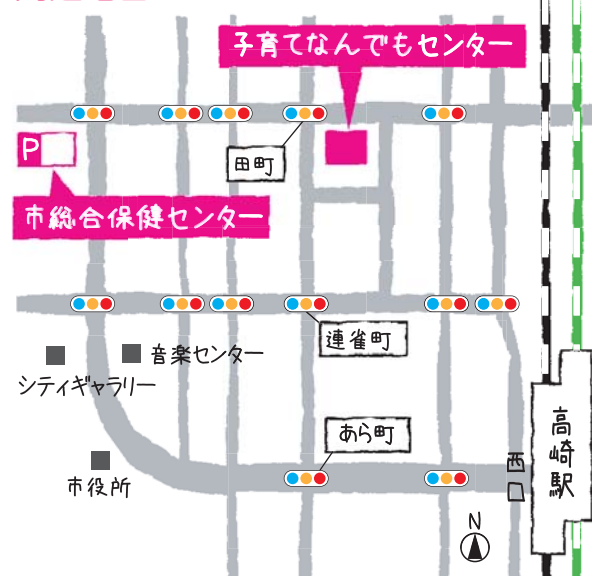 子育てなんでもセンター
田町
P
市総合保健センター
連雀町
音楽センター
シティギャラリー
あら町
高崎駅
西口
市役所
N